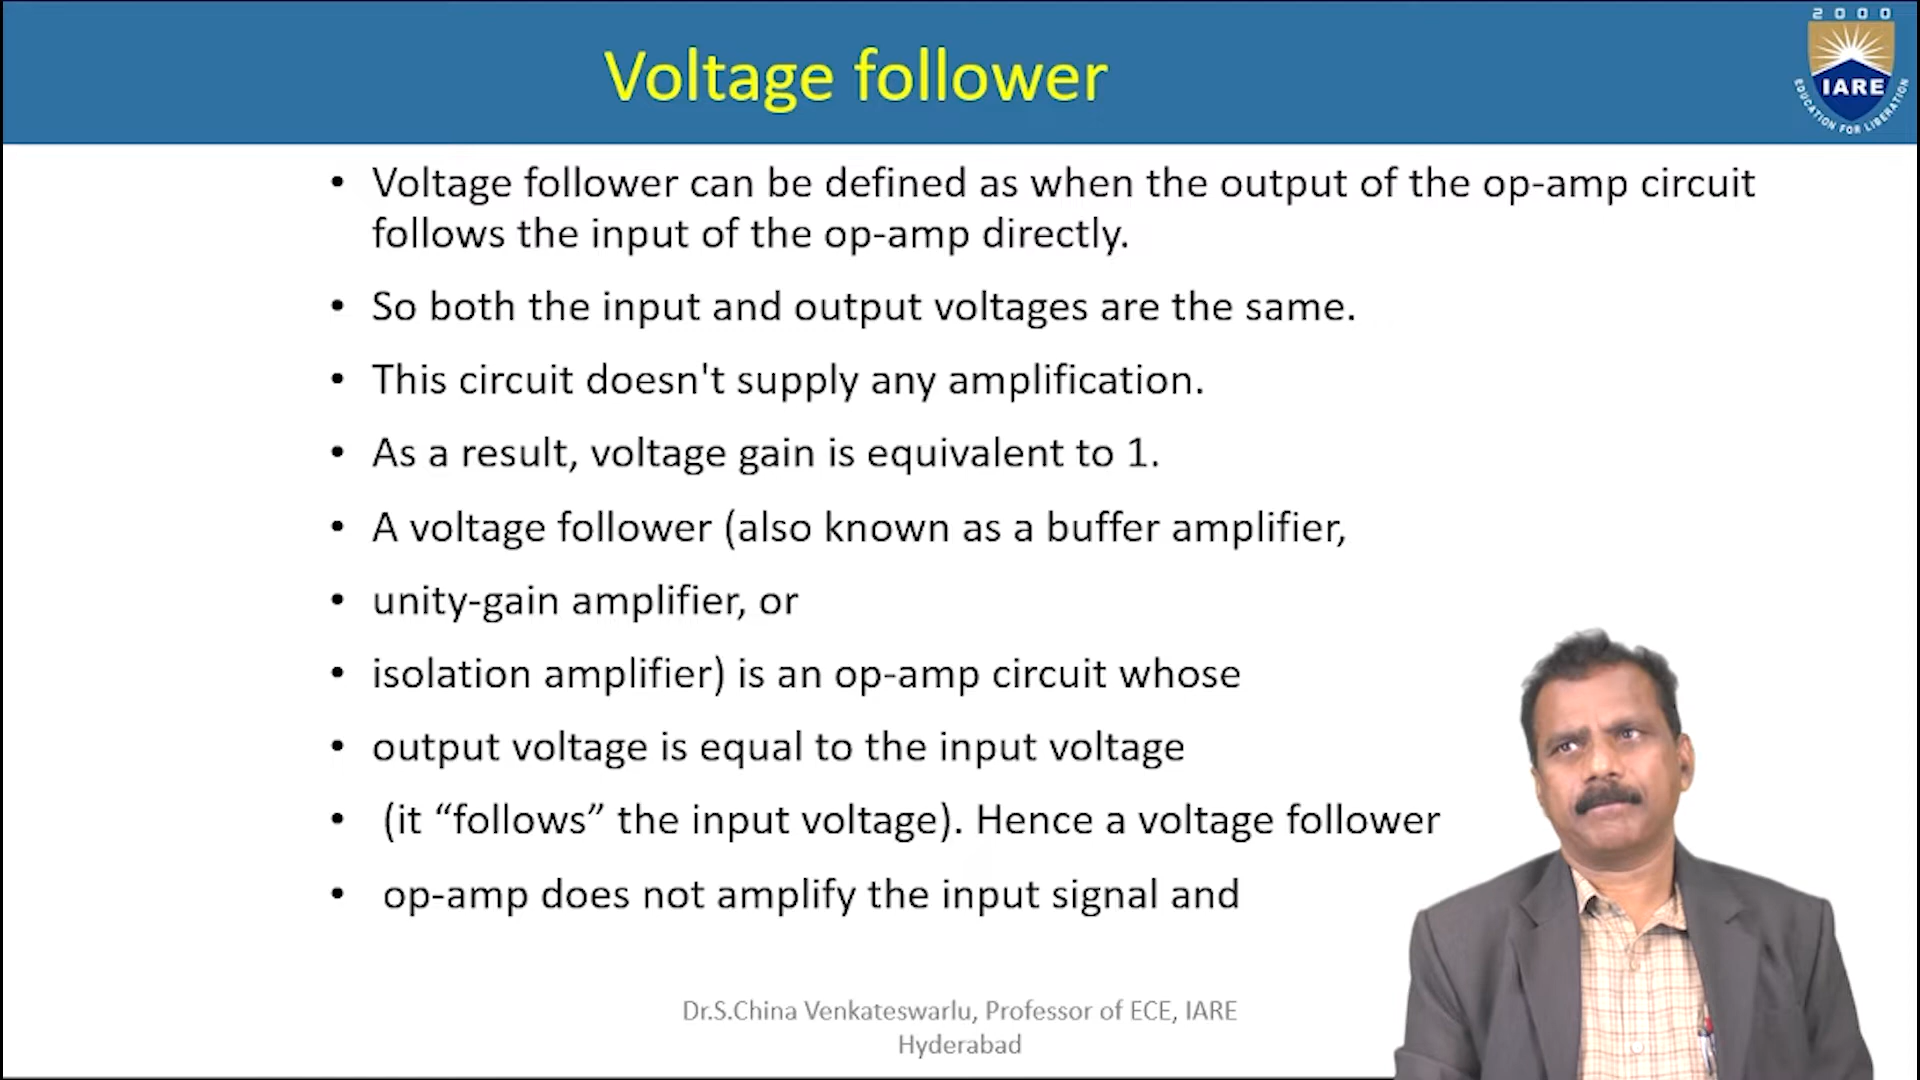 Voltage follower
2000
IARE
EDUCATION FOR LIBERATION
• Voltage follower can be defined as when the output of the op-amp circuit
follows the input of the op-amp directly.
• So both the input and output voltages are the same.
• This circuit doesn't supply any amplification.
• As a result, voltage gain is equivalent to 1.
• A voltage follower (also known as a buffer amplifier,
• unity-gain amplifier, or
• isolation amplifier) is an op-amp circuit whose
• output voltage is equal to the input voltage
• (it “follows” the input voltage). Hence a voltage follower
• op-amp does not amplify the input signal and
Dr.S.China Venkateswarlu, Professor of ECE, IARE
Hyderabad